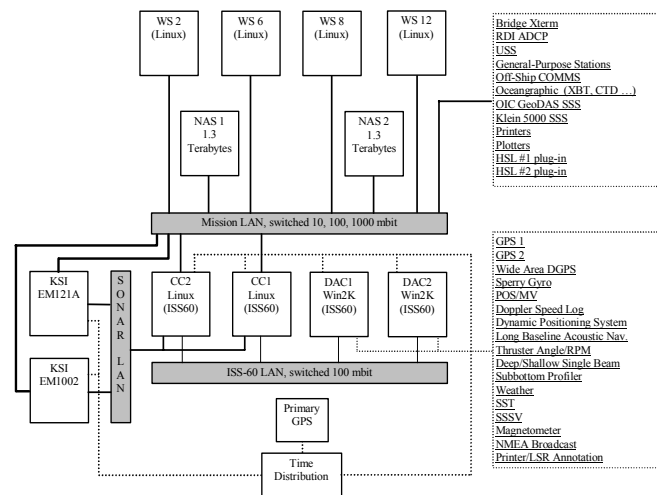 WS 2
(Linux)
WS 6
(Linux)
WS 8
(Linux)
WS 12
(Linux)
NAS 1
1.3
Terabytes
NAS 2
1.3
Terabytes
Bridge Xterm
RDI ADCP
USS
General-Purpose Stations
Off-Ship COMMS
Oceangraphic (XBT, CTD ...)
OIC GeoDAS SSS
Klein 5000 SSS
Printers
Plotters
HSL #1 plug-in
HSL #2 plug-in
Mission LAN, switched 10, 100, 1000 mbit
KSI
EM121A
KSI
EM1002
SONAR LAN
CC2
Linux
(ISS60)
CC1
Linux
(ISS60)
DAC1
Win2K
(ISS60)
DAC2
Win2K
(ISS60)
ISS-60 LAN, switched 100 mbit
Primary
GPS
Time
Distribution
GPS 1
GPS 2
Wide Area DGPS
Sperry Gyro
POS/MV
Doppler Speed Log
Dynamic Positioning System
Long Baseline Acoustic Nav.
Thruster Angle/RPM
Deep/Shallow Single Beam
Subbottom Profiler
Weather
SST
SSSV
Magnetometer
NMEA Broadcast
Printer/LSR Annotation